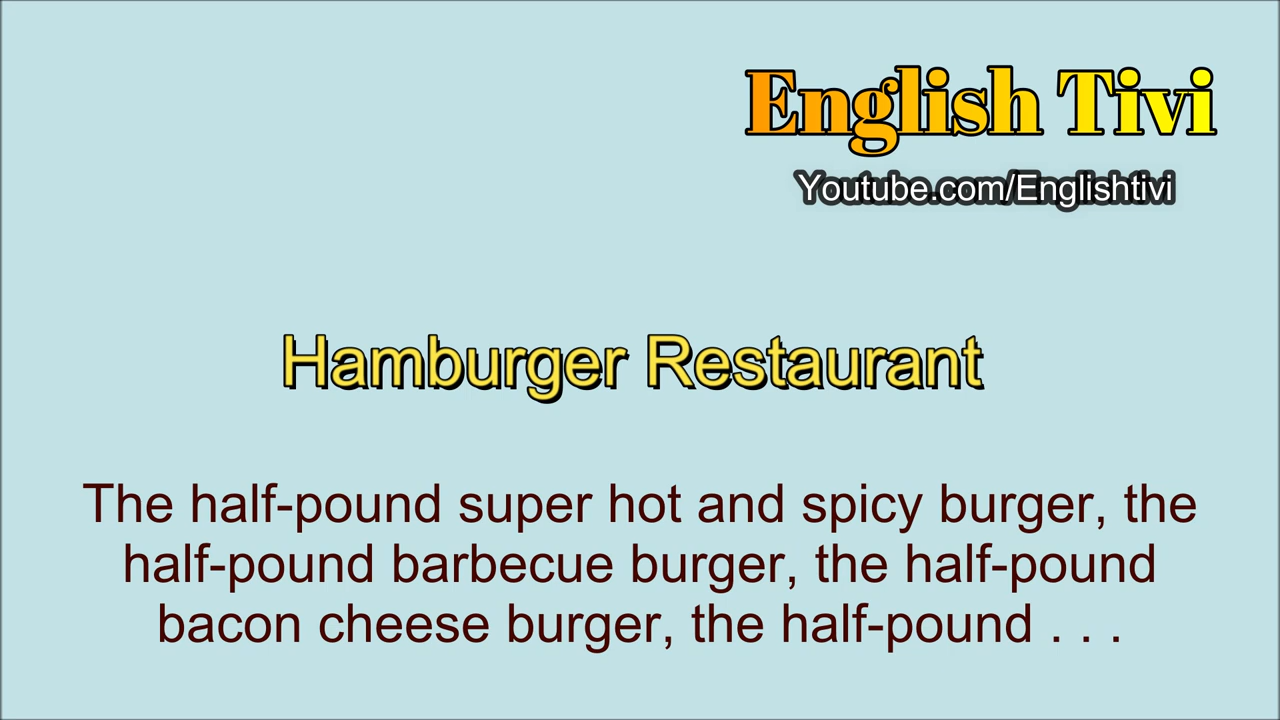 English Tivi
Youtube.com/Englishtivi
Hamburger Restaurant
The half-pound super hot and spicy burger, the
half-pound barbecue burger, the half-pound
bacon cheese burger, the half-pound . . .